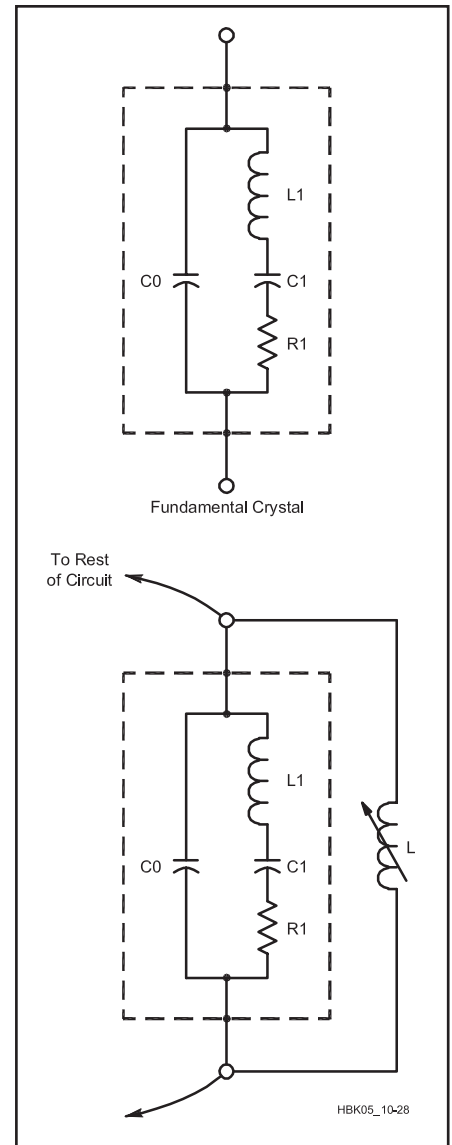 L1
C0
C1
R1
Fundamental Crystal
To Rest
of Circuit
L1
C0
C1
L
R1
HBK05_10-28